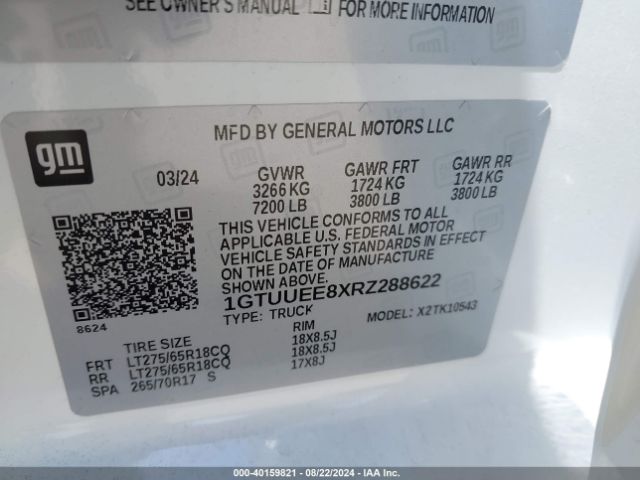 SEE OWNER'S MANUAL i FOR MORE INFORMATION
gm
MFD BY GENERAL MOTORS LLC
03/24 GVWR GAWR FRT GAWR RR
3266 KG 1724 KG 1724 KG
7200 LB 3800 LB 3800 LB
THIS VEHICLE CONFORMS TO ALL
APPLICABLE U.S. FEDERAL MOTOR
VEHICLE SAFETY STANDARDS IN EFFECT
ON THE DATE OF MANUFACTURE
SHOWN ABOVE.
1GTUUEE8XRZ288622
TYPE: TRUCK MODEL: X2TK10543
8624
TIRE SIZE RIM
FRT LT275/65R18CQ 18X8.5J
RR LT275/65R18CQ 18X8.5J
SPA 265/70R17 S 17X8J
000-40159821 - 08/22/2024 - IAA Inc.